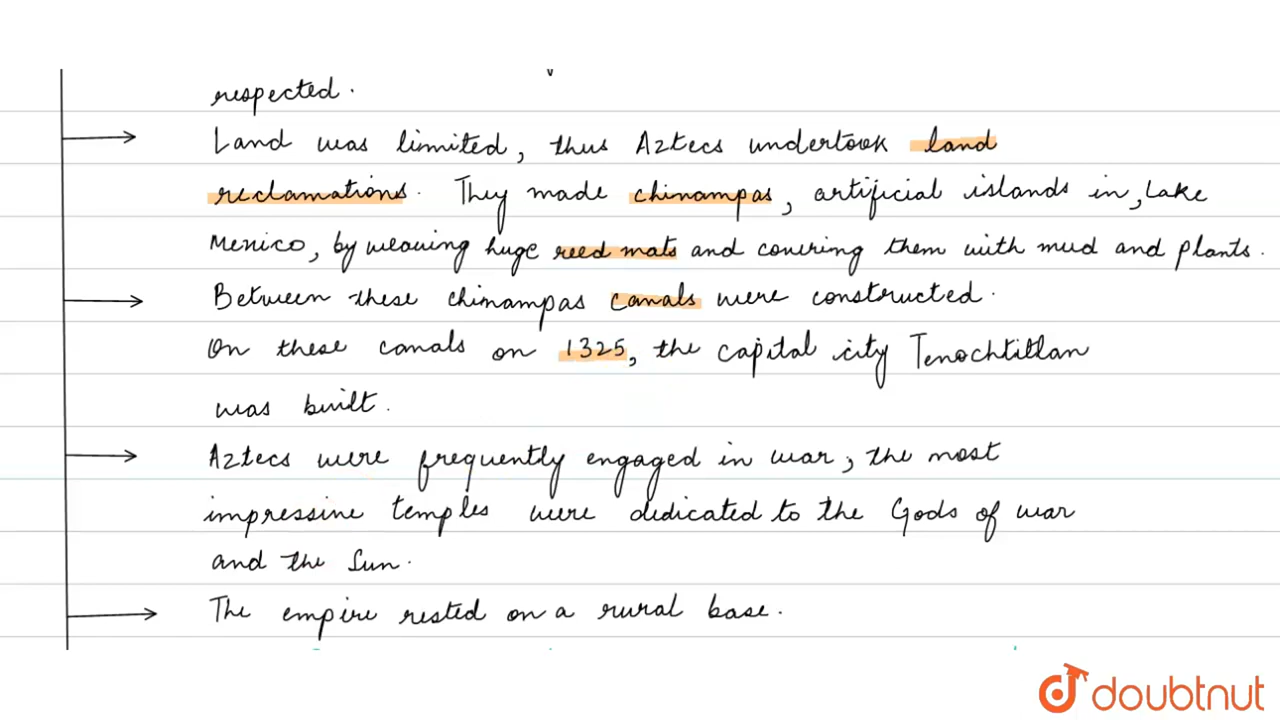 respected.
Land was limited, thus Aztecs undertook land
reclamations. They made chinampas, artificial islands in, Lake
Mexico, by weaving huge reed mats and covering them with mud and plants.
Between these chinampas canals were constructed.
On these canals on 1325, the capital city Tenochtitlan
was built.
Aztecs were frequently engaged in war, the most
impressive temples were dedicated to the Gods of war
and the Sun.
The empire rested on a rural base.
doubtnut